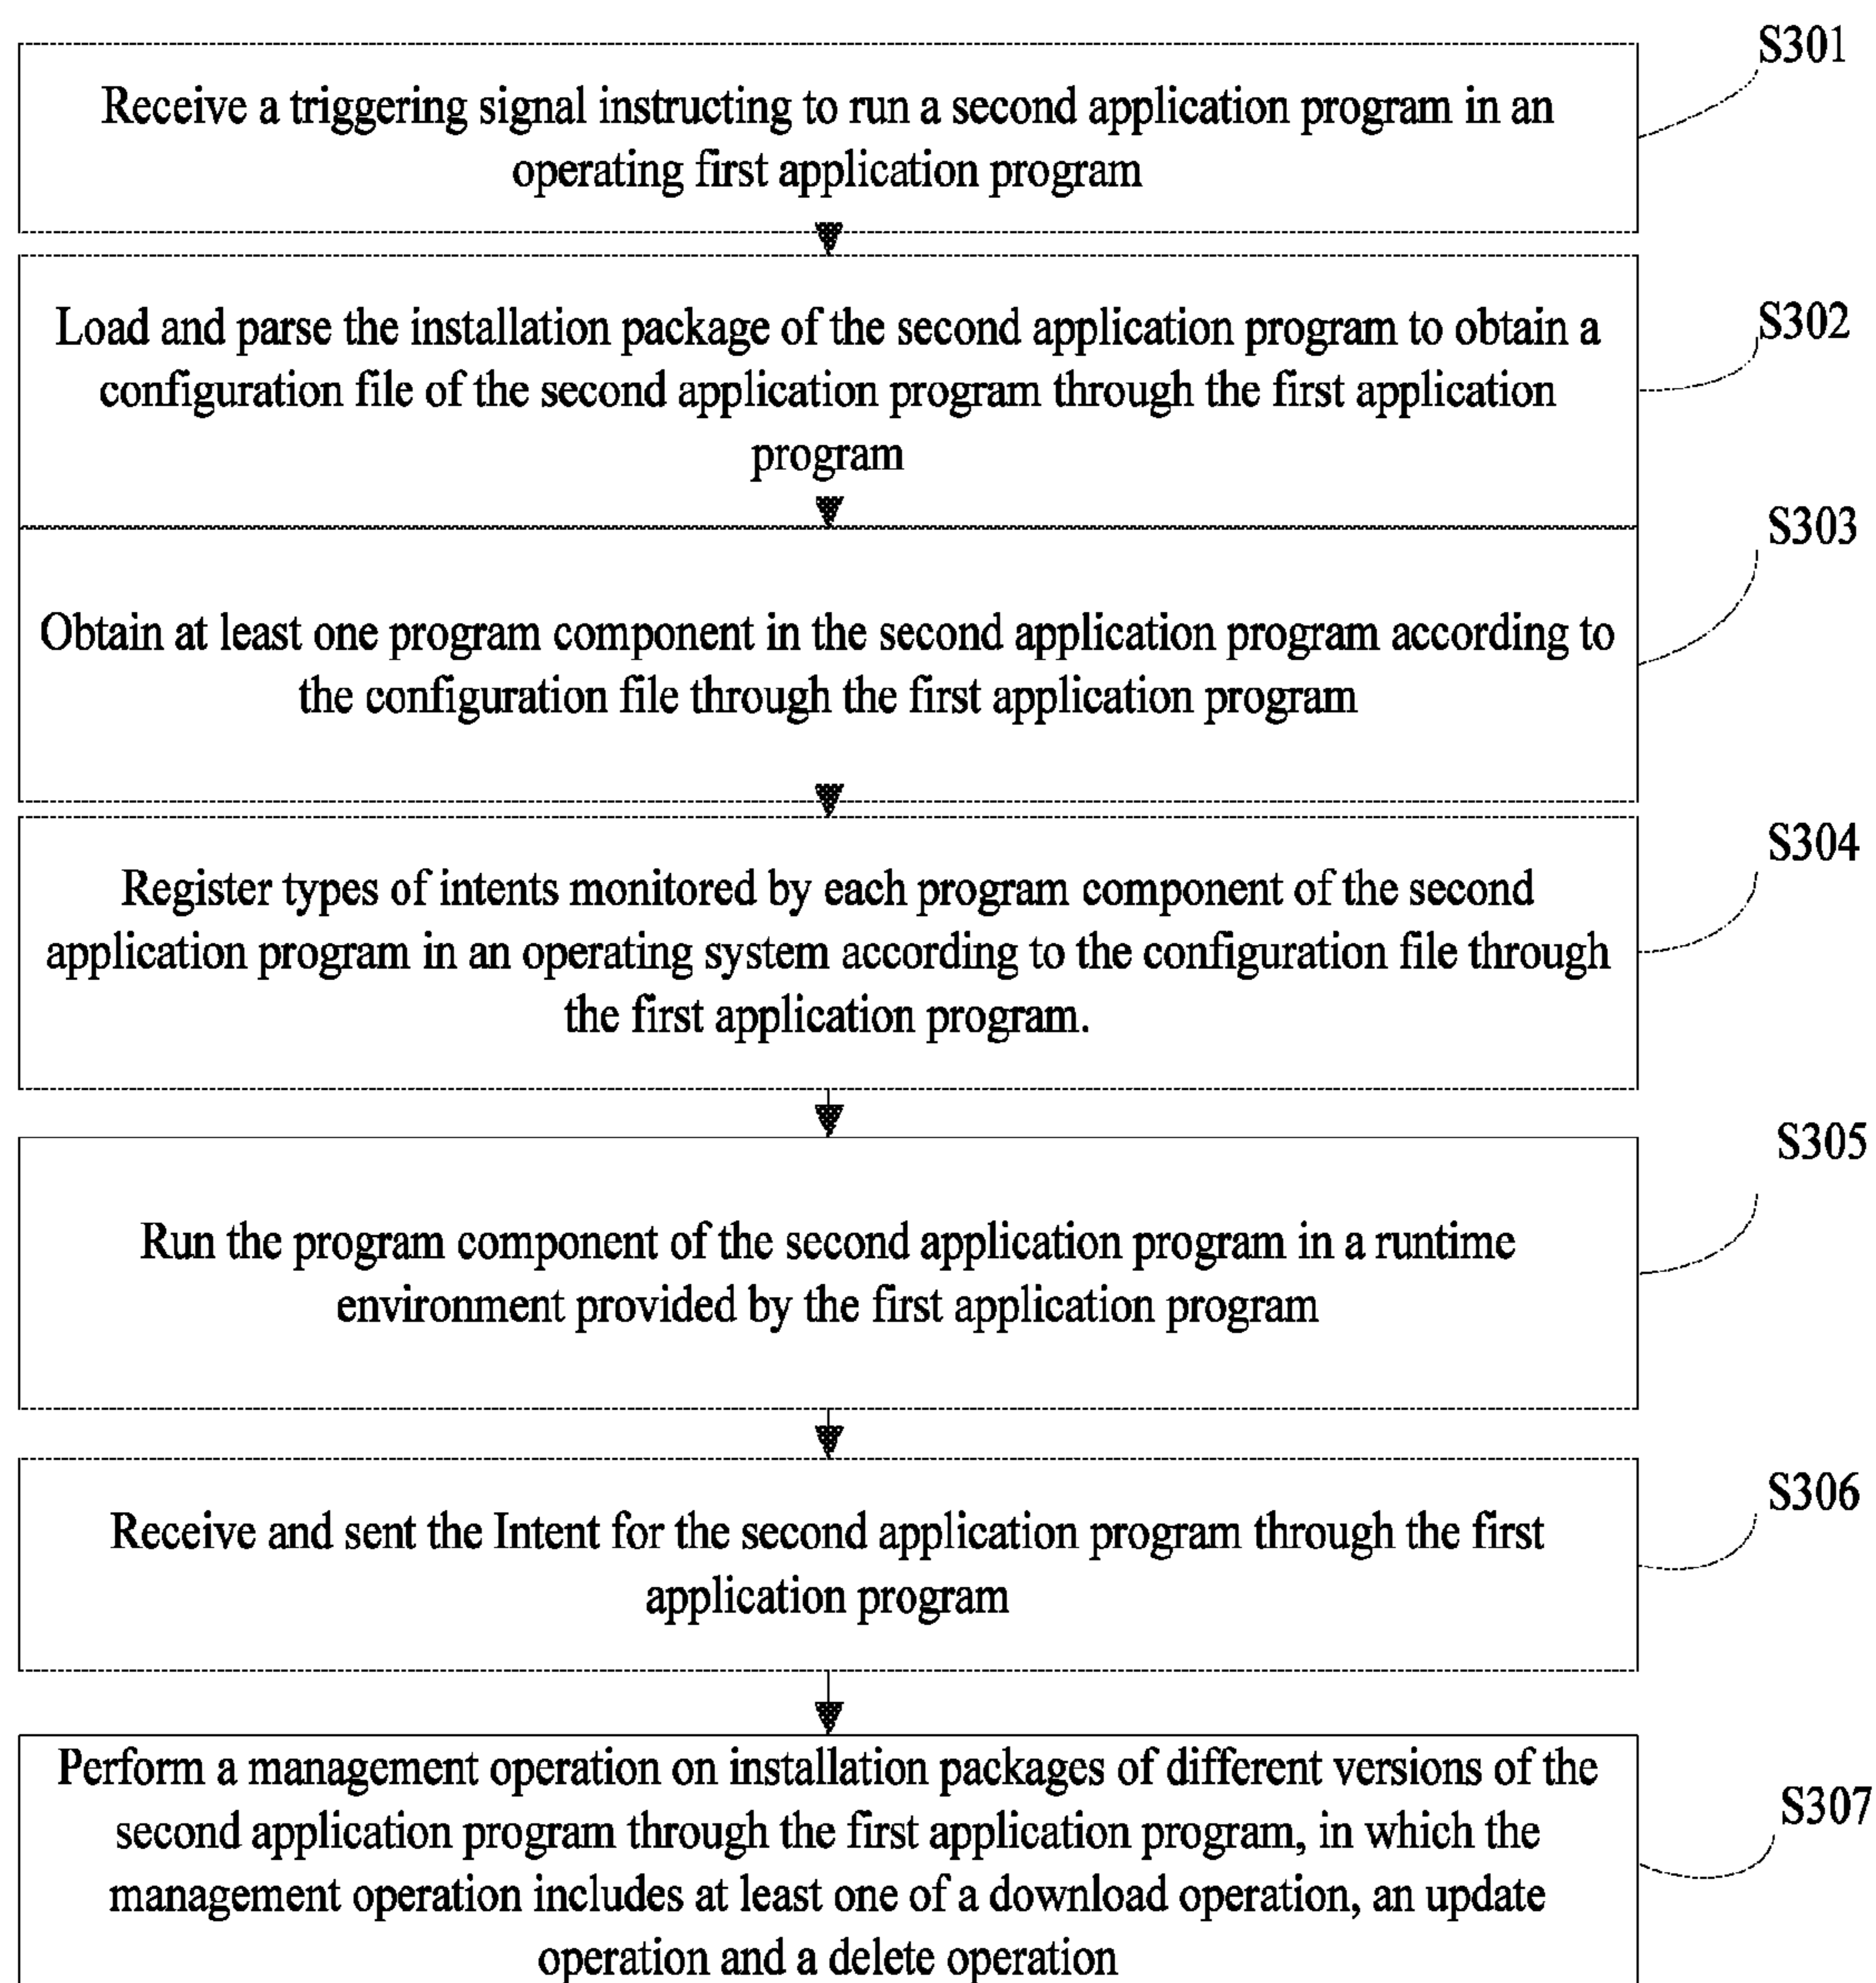 S301
Receive a triggering signal instructing to run a second application program in an
operating first application program
S302
Load and parse the installation package of the second application program to obtain a
configuration file of the second application program through the first application
program
S303
Obtain at least one program component in the second application program according to
the configuration file through the first application program
S304
Register types of intents monitored by each program component of the second
application program in an operating system according to the configuration file through
the first application program.
S305
Run the program component of the second application program in a runtime
environment provided by the first application program
S306
Receive and sent the Intent for the second application program through the first
application program
S307
Perform a management operation on installation packages of different versions of the
second application program through the first application program, in which the
management operation includes at least one of a download operation, an update
operation and a delete operation